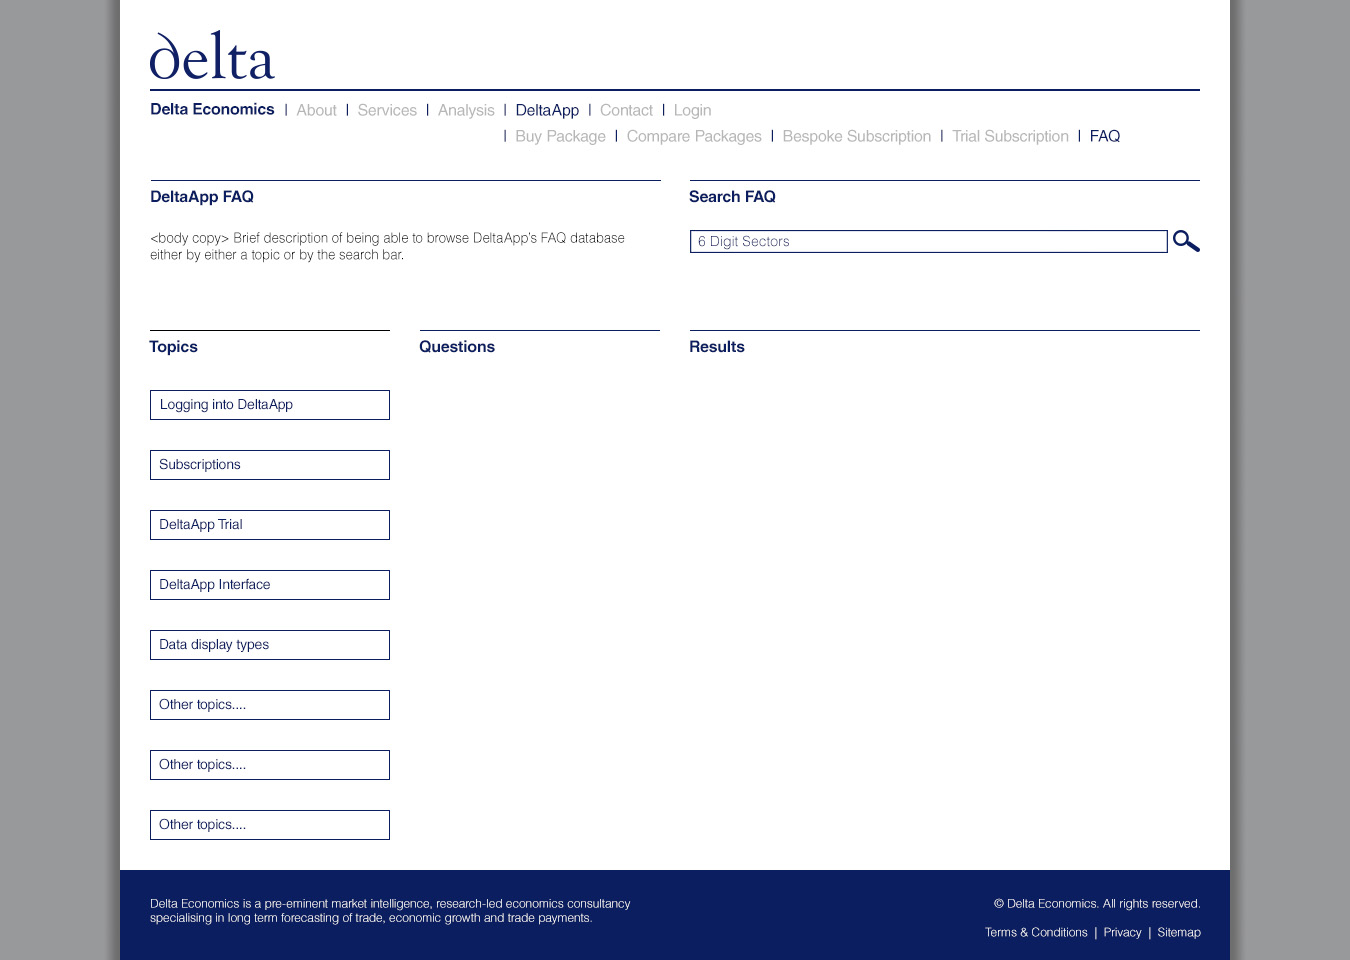 delta
Delta Economics | About | Services | Analysis | DeltaApp | Contact | Login
| Buy Package | Compare Packages | Bespoke Subscription | Trial Subscription | FAQ
DeltaApp FAQ
<body copy> Brief description of being able to browse DeltaApp's FAQ database
either by either a topic or by the search bar.
Search FAQ
6 Digit Sectors
Topics
Logging into DeltaApp
Subscriptions
DeltaApp Trial
DeltaApp Interface
Data display types
Other topics....
Other topics....
Other topics....
Questions
Results
Delta Economics is a pre-eminent market intelligence, research-led economics consultancy
specialising in long term forecasting of trade, economic growth and trade payments.
© Delta Economics. All rights reserved.
Terms & Conditions | Privacy | Sitemap